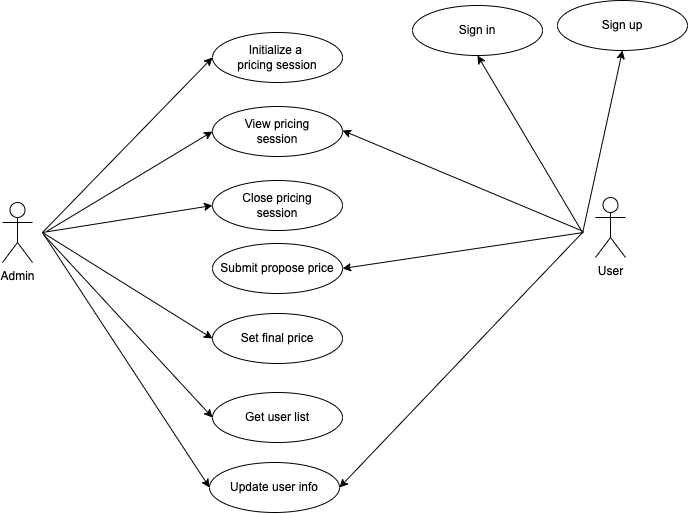 Sign in
Sign up
Initialize a
pricing session
View pricing
session
Close pricing
session
Submit propose price
Admin
User
Set final price
Get user list
Update user info